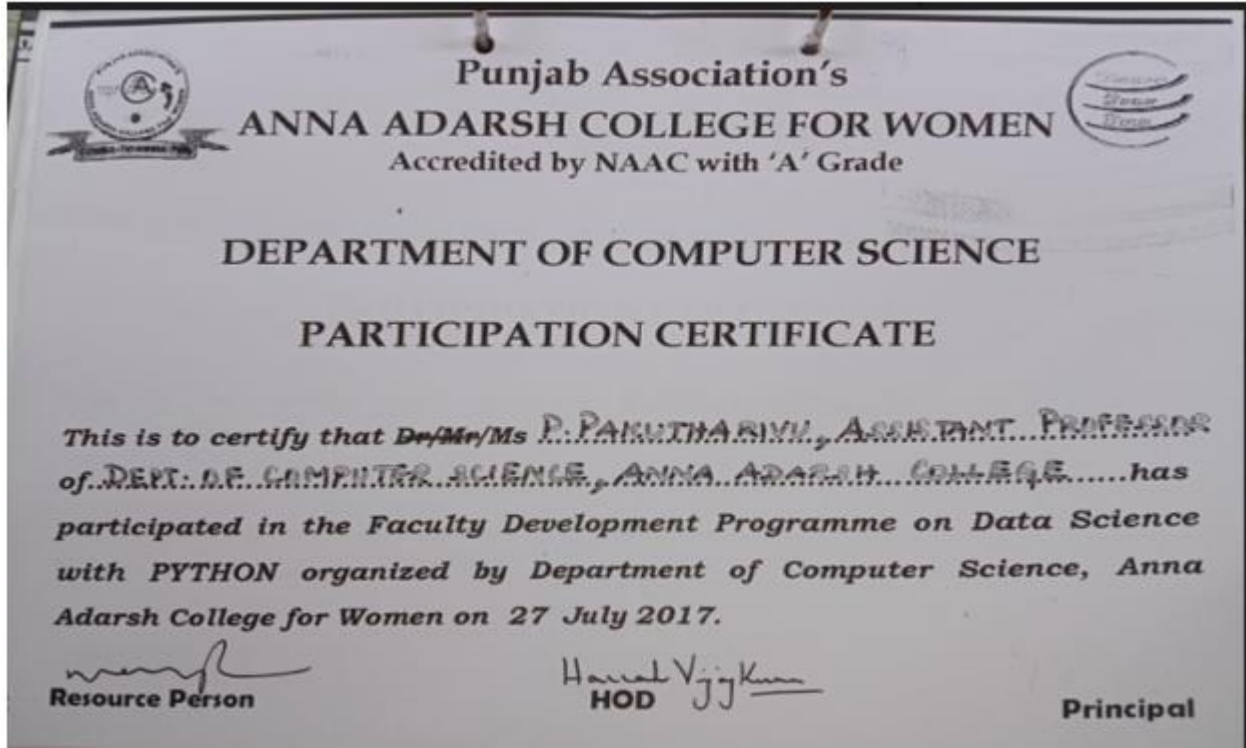 Punjab Association's
ANNA ADARSH COLLEGE FOR WOMEN
Accredited by NAAC with 'A' Grade
DEPARTMENT OF COMPUTER SCIENCE
PARTICIPATION CERTIFICATE
This is to certify that Dr/Mr/Ms P. PAKUTHARIVU, ASSISTANT PROFESSOR
of DEPT. OF COMPUTER SCIENCE, ANNA ADARSH COLLEGE has
participated in the Faculty Development Programme on Data Science
with PYTHON organized by Department of Computer Science, Anna
Adarsh College for Women on 27 July 2017.
Resource Person
HOD
Principal